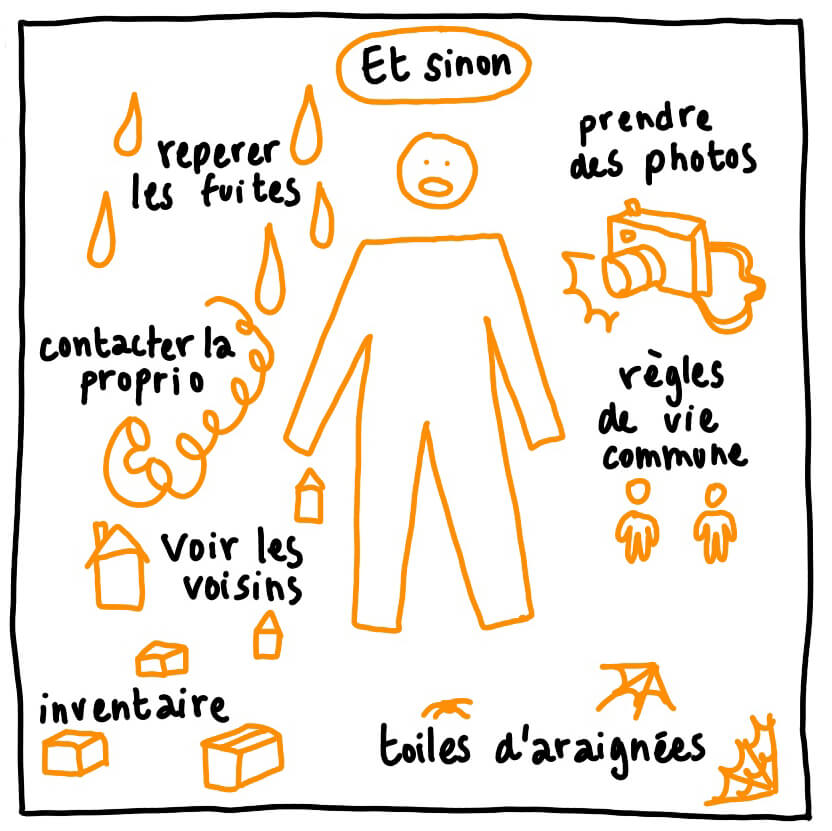 Et sinon
reperer
les fuites
prendre
des photos
contacter la
proprio
règles
de vie
commune
Voir les
voisins
inventaire
toiles d'araignées